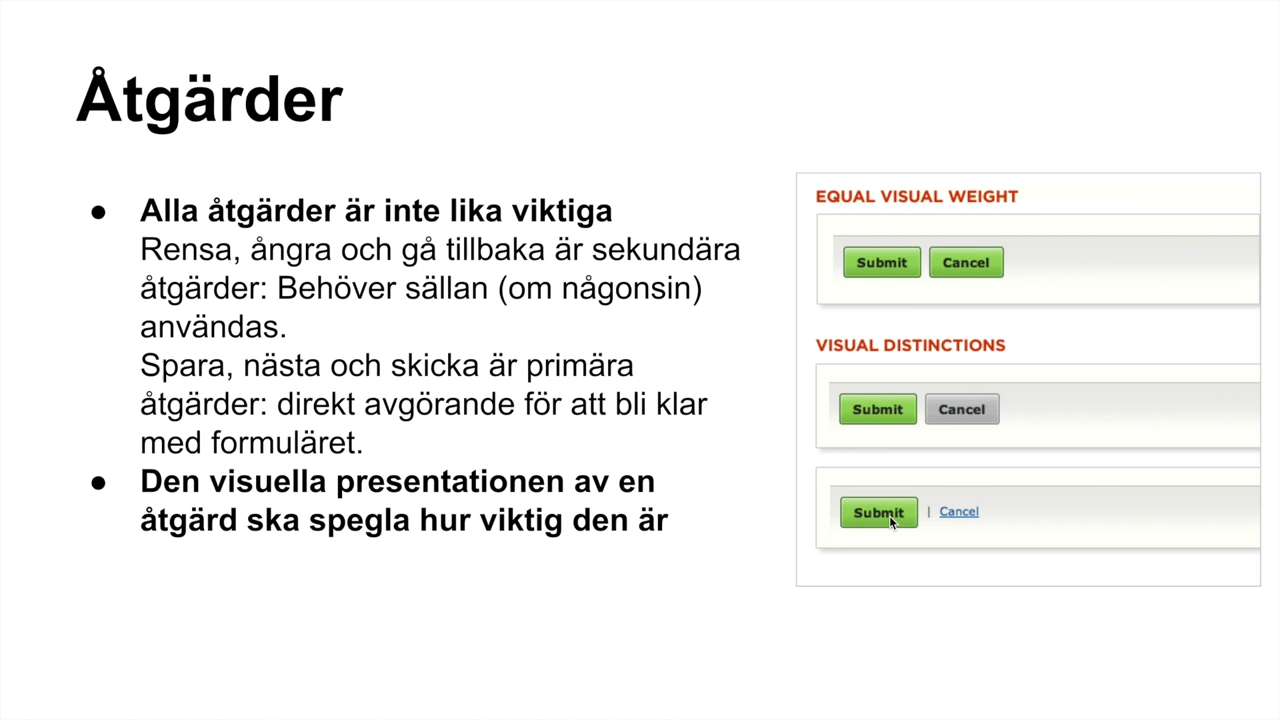 Åtgärder
● Alla åtgärder är inte lika viktiga
Rensa, ångra och gå tillbaka är sekundära
åtgärder: Behöver sällan (om någonsin)
användas.
Spara, nästa och skicka är primära
åtgärder: direkt avgörande för att bli klar
med formuläret.
● Den visuella presentationen av en
åtgärd ska spegla hur viktig den är
EQUAL VISUAL WEIGHT
Submit Cancel
VISUAL DISTINCTIONS
Submit Cancel
Submit | Cancel